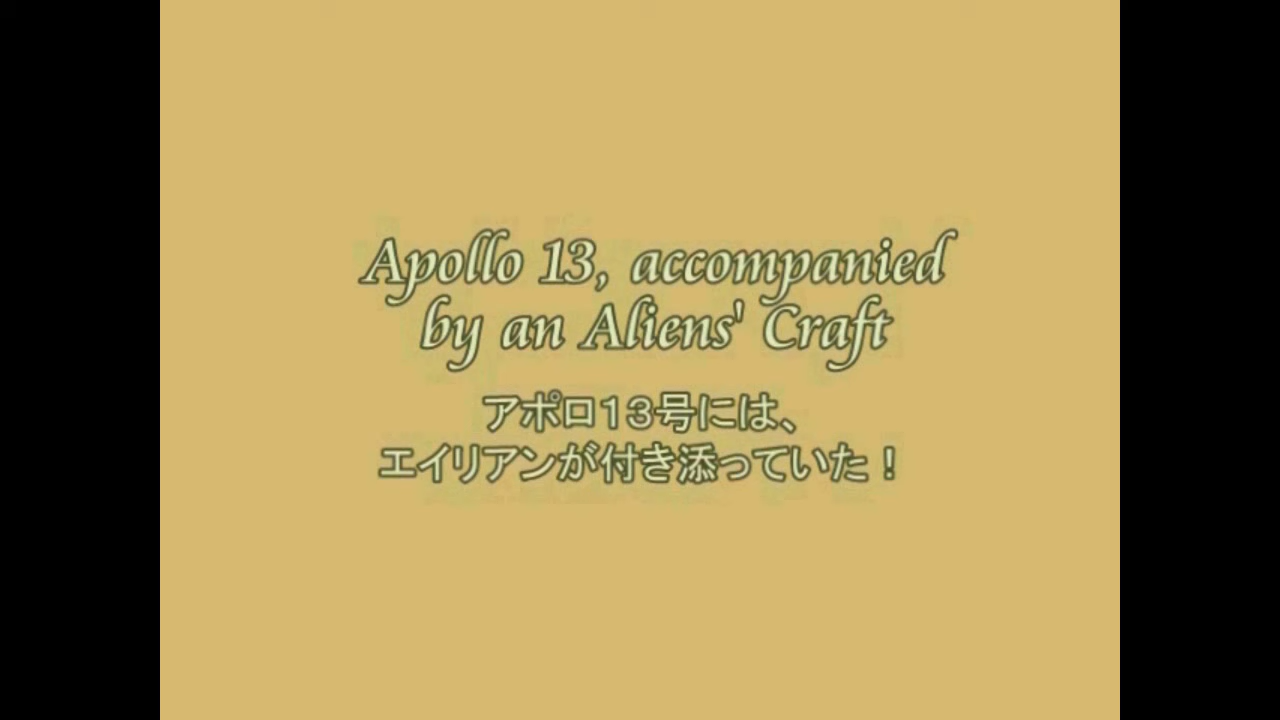 Apollo 13, accompanied
by an Aliens' Craft
アポロ１３号には、
エイリアンが付き添っていた！